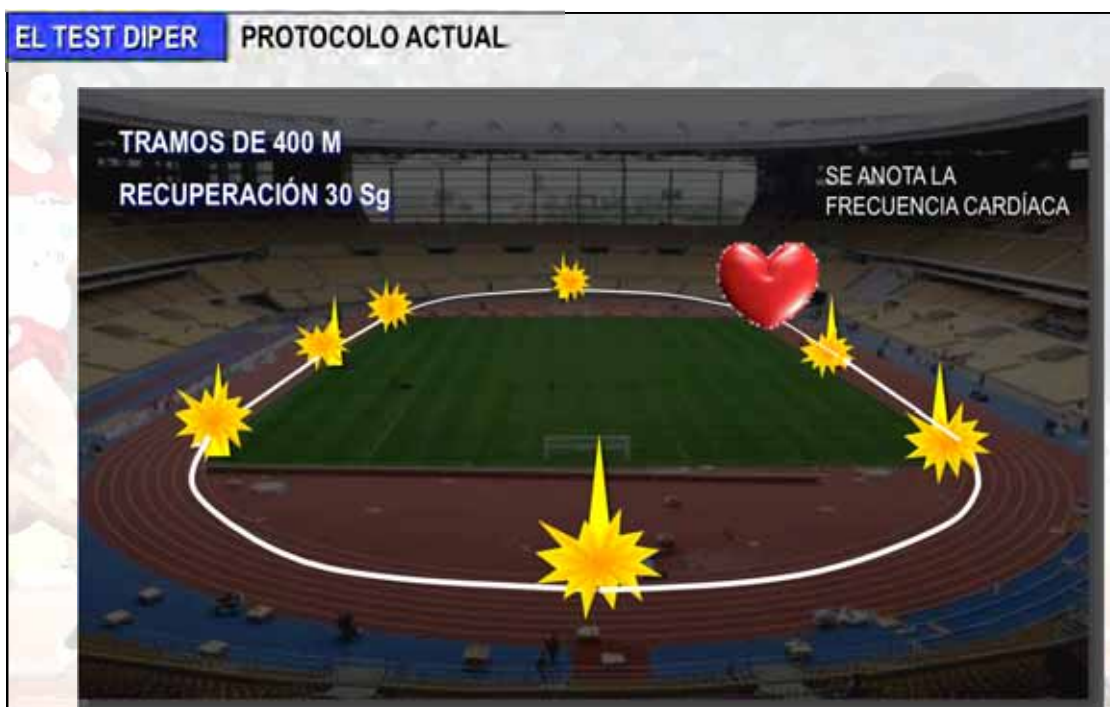 EL TEST DIPER PROTOCOLO ACTUAL
TRAMOS DE 400 M
RECUPERACIÓN 30 Sg
SE ANOTA LA
FRECUENCIA CARDÍACA